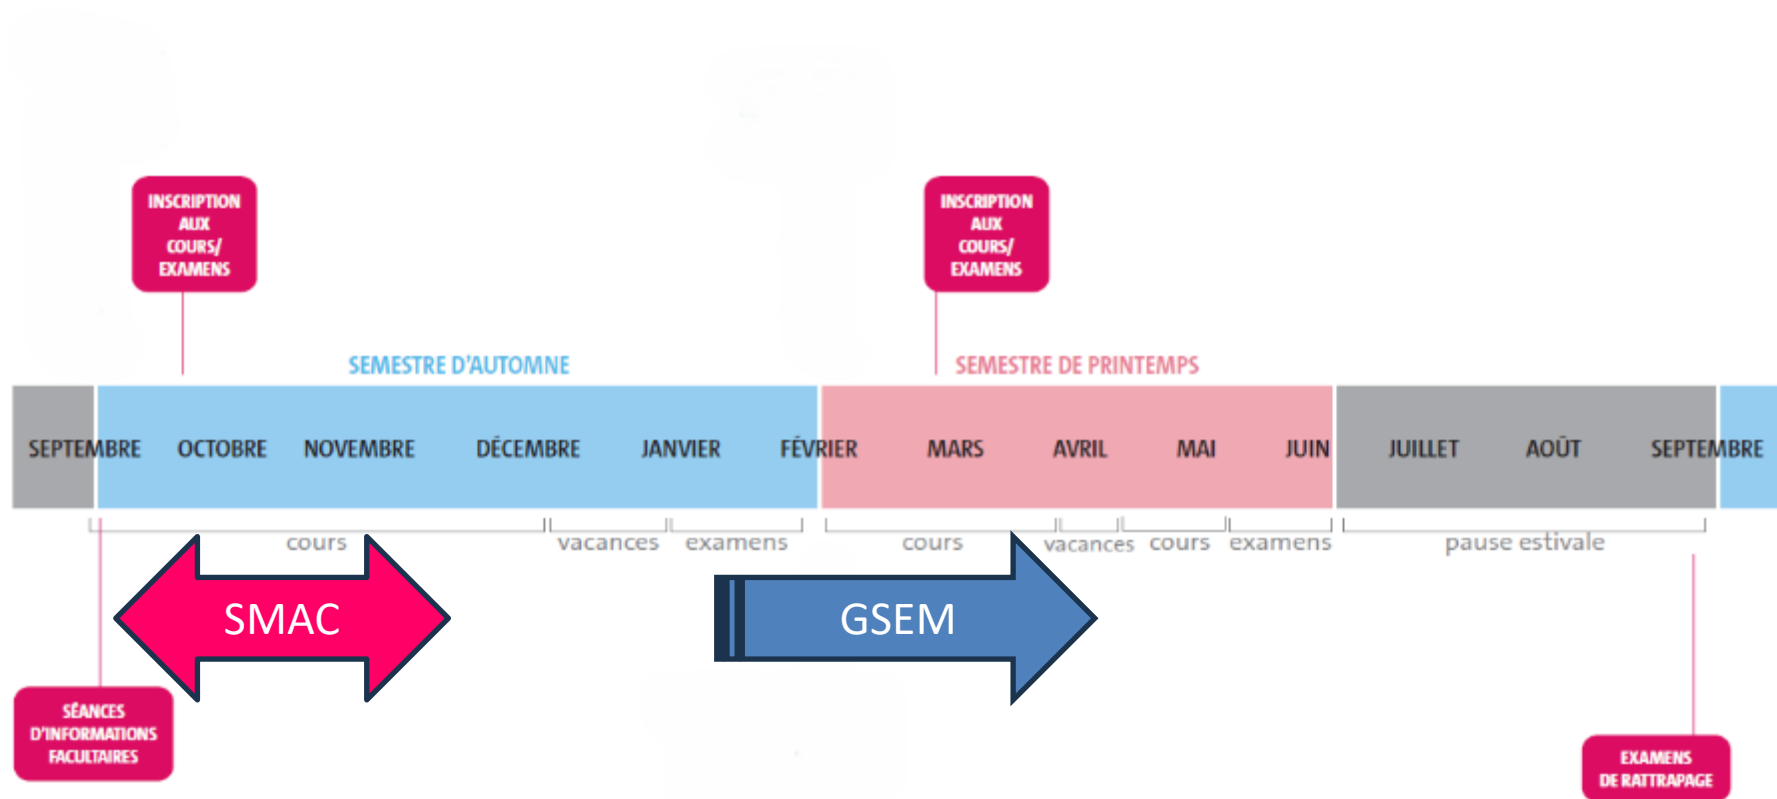 INSCRIPTION
AUX
COURS/
EXAMENS
INSCRIPTION
AUX
COURS/
EXAMENS
SEMESTRE D'AUTOMNE
SEMESTRE DE PRINTEMPS
SEPTEMBRE
OCTOBRE
NOVEMBRE
DÉCEMBRE
JANVIER
FÉVRIER
MARS
AVRIL
MAI
JUIN
JUILLET
AOÛT
SEPTEMBRE
cours
vacances
examens
cours
vacances
cours
examens
pause estivale
SMAC
GSEM
SÉANCES
D'INFORMATIONS
FACULTAIRES
EXAMENS
DE RATTRAPAGE